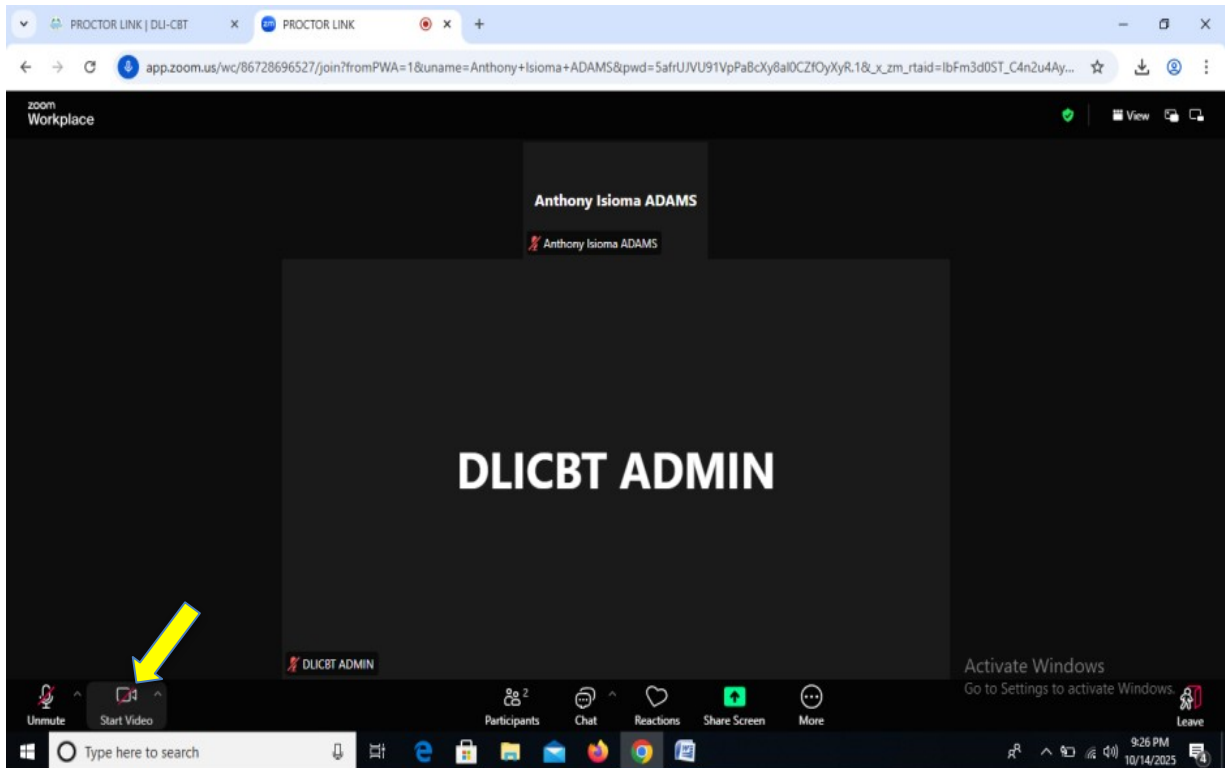 PROCTOR LINK | DLI-CBT
zm PROCTOR LINK
app.zoom.us/wc/86728696527/join?fromPWA=1&uname=Anthony+Isioma+ADAMS&pwd=5afrUJVU91VpPaBcXy8al0CZfOyXyR.1&_x_zm_rtaid=IbFm3d0ST_C4n2u4Ay...
zoom
Workplace
View
Anthony Isioma ADAMS
Anthony Isioma ADAMS
DLICBT ADMIN
DLICBT ADMIN
Activate Windows
Go to Settings to activate Windows.
Unmute
Start Video
2
Participants
Chat
Reactions
Share Screen
More
Leave
Type here to search
9:26 PM
10/14/2025
4